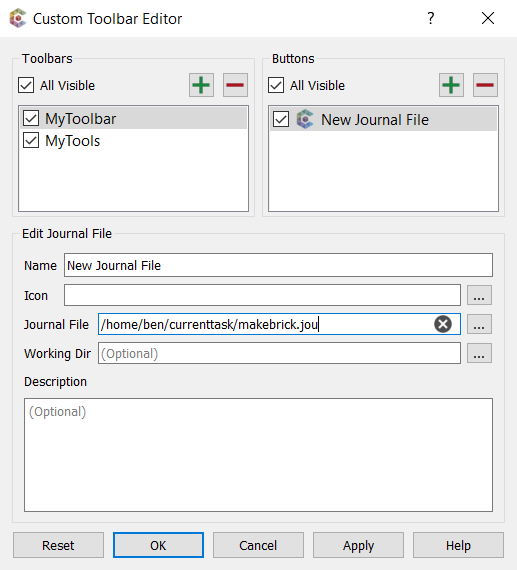 Custom Toolbar Editor ?
Toolbars
All Visible
MyToolbar
MyTools
Buttons
All Visible
New Journal File
Edit Journal File
Name New Journal File
Icon ...
Journal File /home/ben/currenttask/makebrick.jou ...
Working Dir (Optional) ...
Description
(Optional)
Reset OK Cancel Apply Help